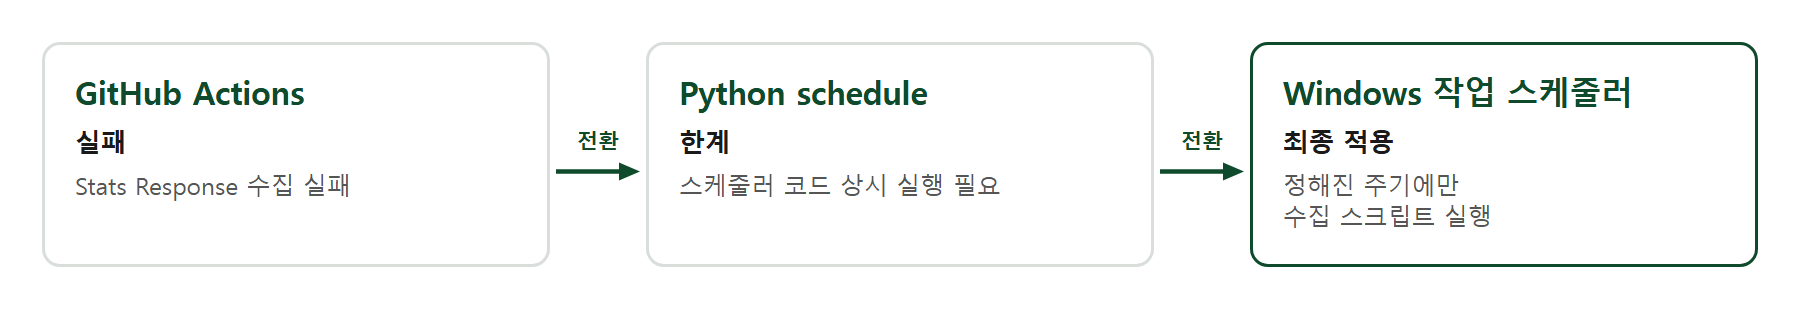 GitHub Actions
실패
Stats Response 수집 실패
전환
Python schedule
한계
스케줄러 코드 상시 실행 필요
전환
Windows 작업 스케줄러
최종 적용
정해진 주기에만
수집 스크립트 실행